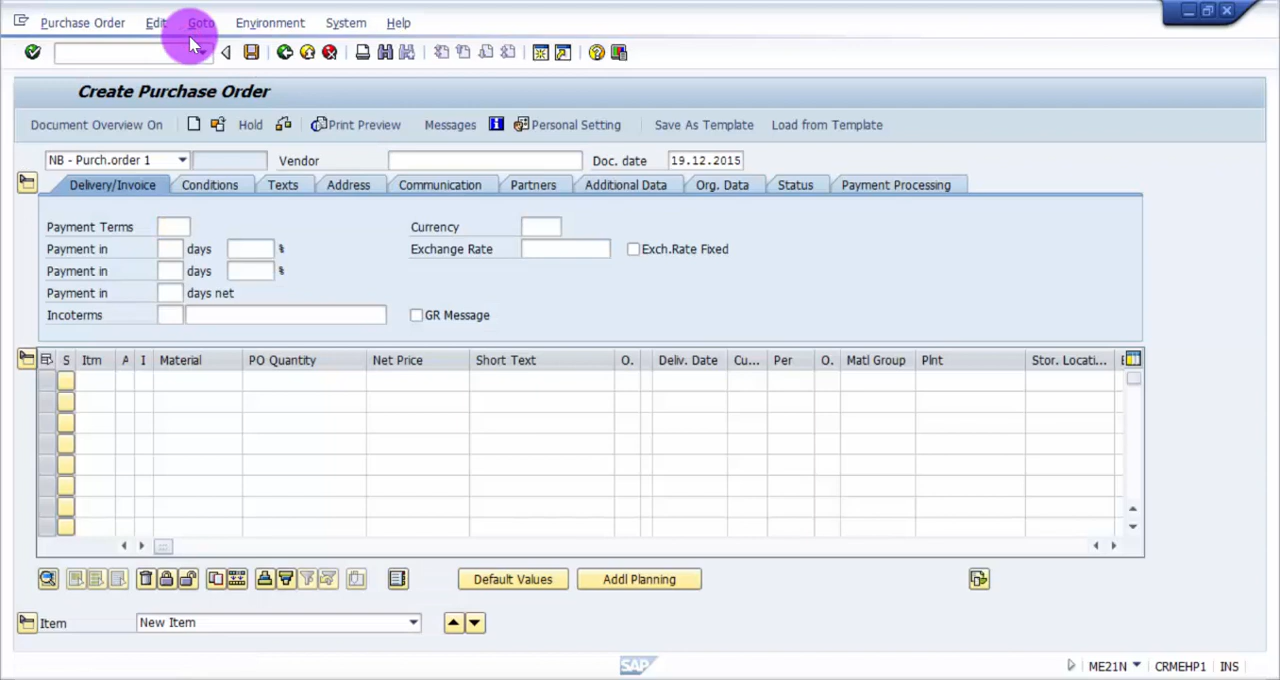 Purchase Order Edit Goto Environment System Help
Create Purchase Order
Document Overview On Hold Print Preview Messages Personal Setting Save As Template Load from Template
NB - Purch.order 1 Vendor Doc. date 19.12.2015
Delivery/Invoice Conditions Texts Address Communication Partners Additional Data Org. Data Status Payment Processing
Payment Terms Currency
Payment in days % Exchange Rate Exch.Rate Fixed
Payment in days %
Payment in days net
Incoterms GR Message
S Itm A I Material PO Quantity Net Price Short Text O. Deliv. Date Cu... Per O. Matl Group Plnt Stor. Locati...
Default Values Addl Planning
Item New Item
SAP ME21N CRMEHP1 INS